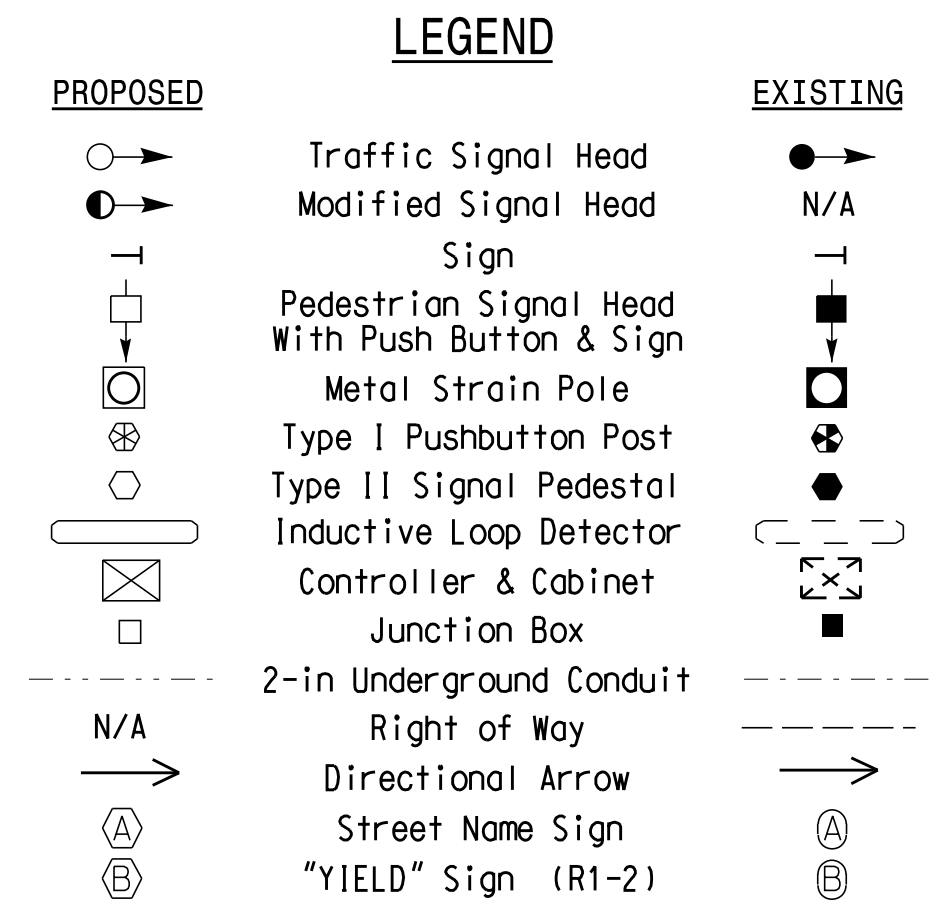 LEGEND
PROPOSED EXISTING
Traffic Signal Head
Modified Signal Head N/A
Sign
Pedestrian Signal Head
With Push Button & Sign
Metal Strain Pole
Type I Pushbutton Post
Type II Signal Pedestal
Inductive Loop Detector
Controller & Cabinet
Junction Box
2-in Underground Conduit
N/A Right of Way
Directional Arrow
A Street Name Sign A
B "YIELD" Sign (R1-2) B